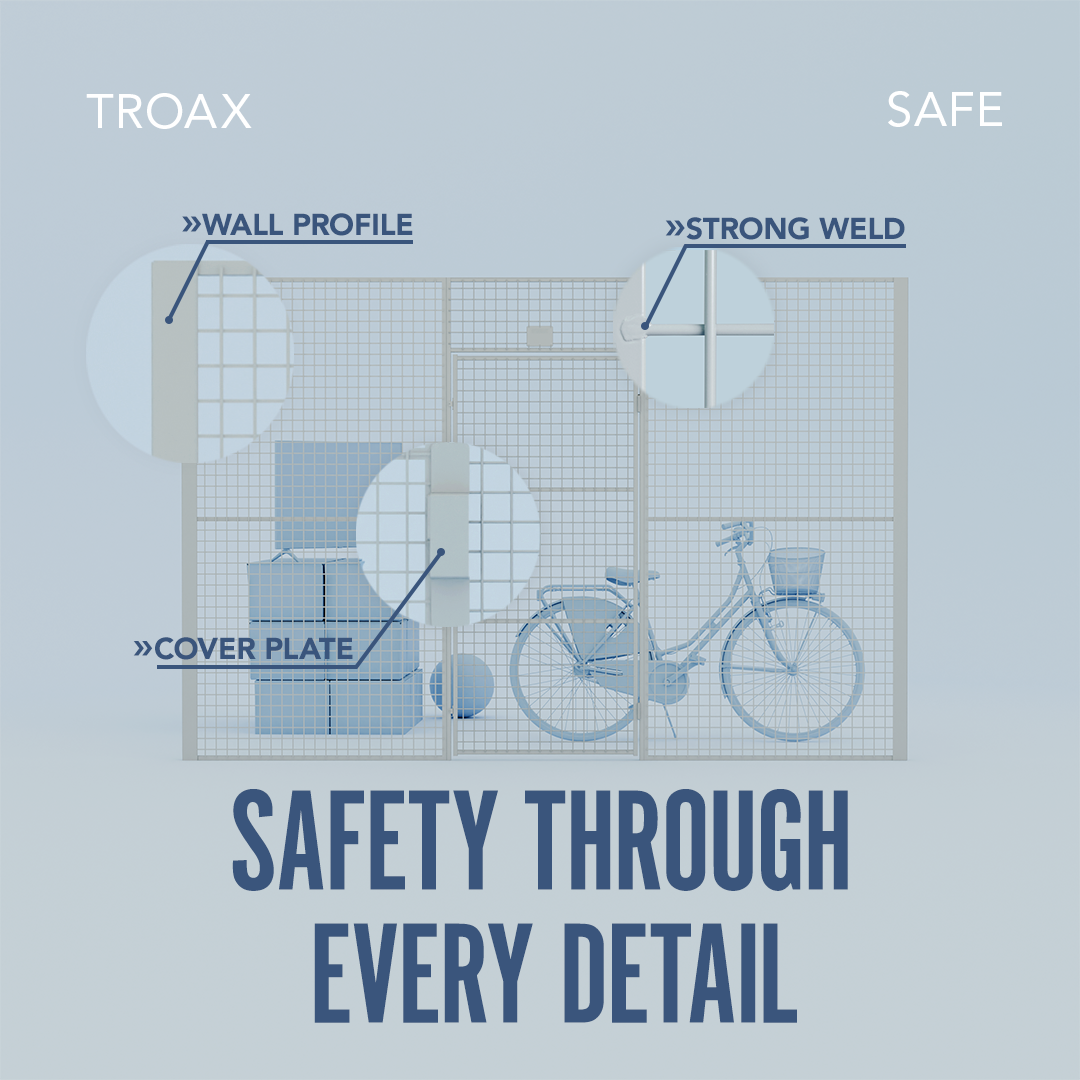 TROAX
SAFE
»WALL PROFILE
»STRONG WELD
»COVER PLATE
SAFETY THROUGH
EVERY DETAIL